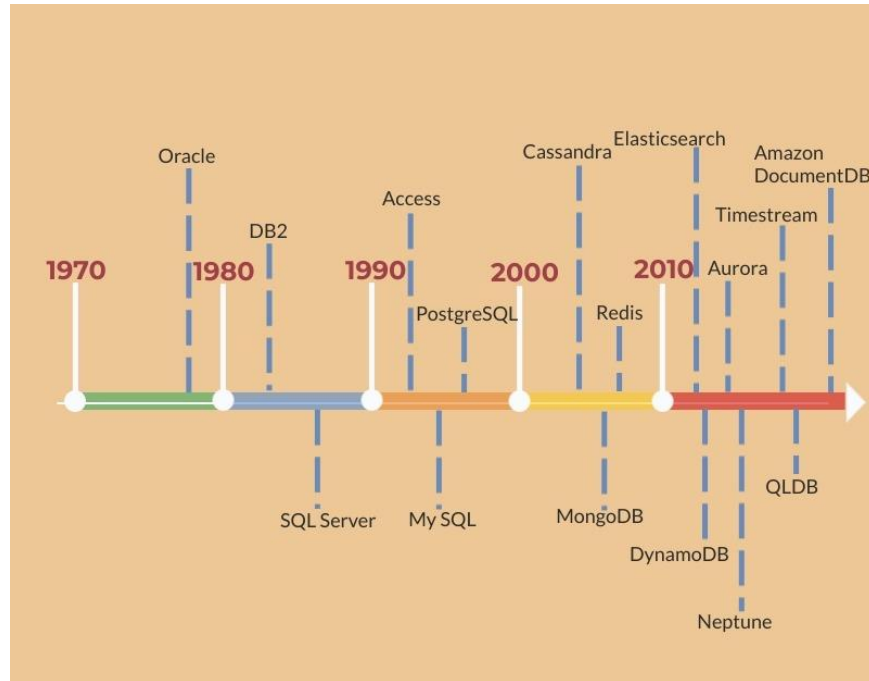 Elasticsearch
Cassandra
Amazon
DocumentDB
Oracle
Access
Timestream
DB2
1970
1980
1990
2000
2010
Aurora
PostgreSQL
Redis
QLDB
SQL Server
My SQL
MongoDB
DynamoDB
Neptune